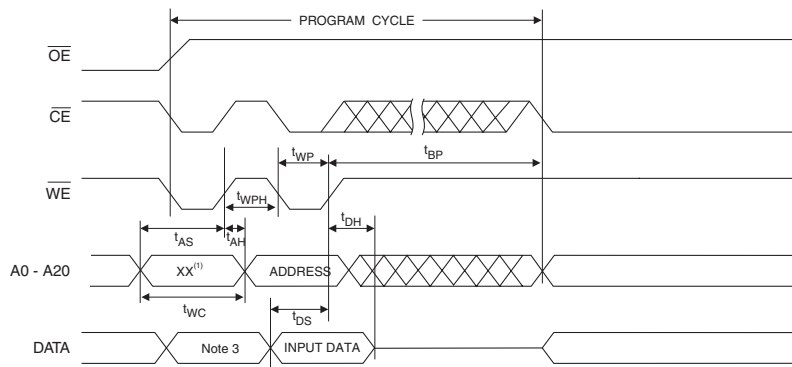 PROGRAM CYCLE
OE
CE
tWP
tBP
WE
tWPH
tDH
tAS
tAH
A0 - A20
XX(1)
ADDRESS
tWC
tDS
DATA
Note 3
INPUT DATA